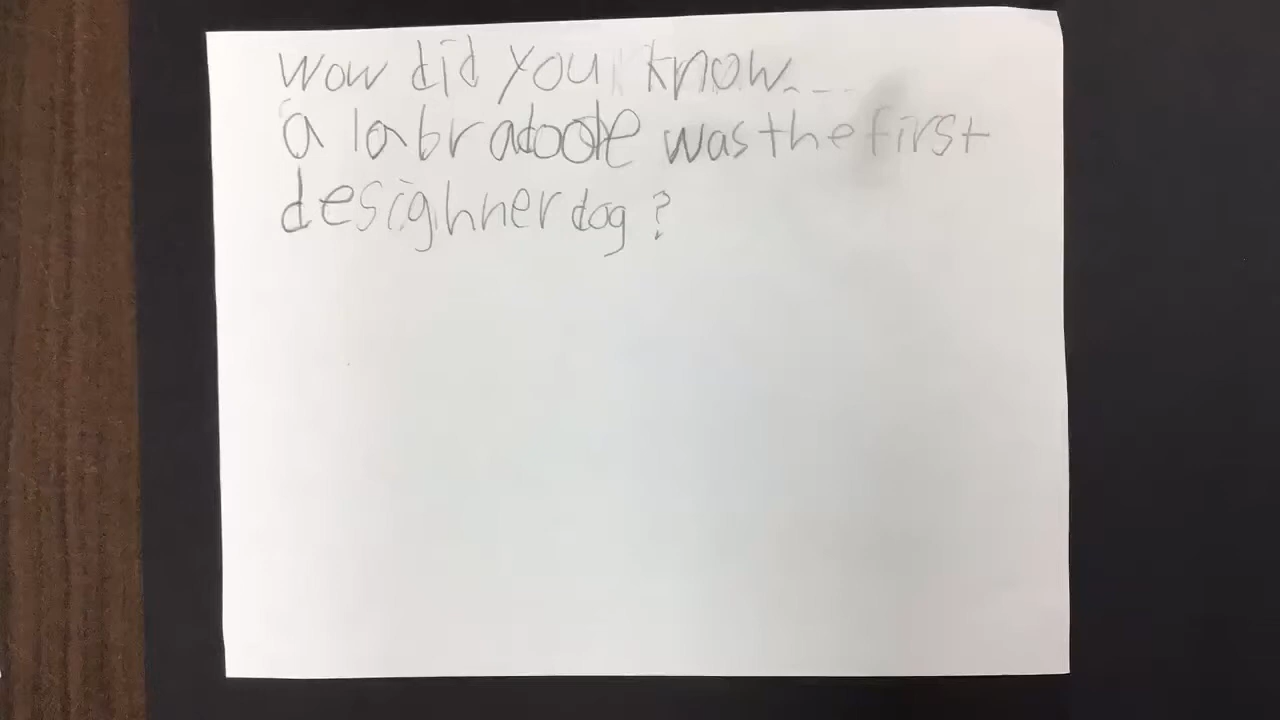 wow did you know...
a labradoodle was the first
desighner dog?